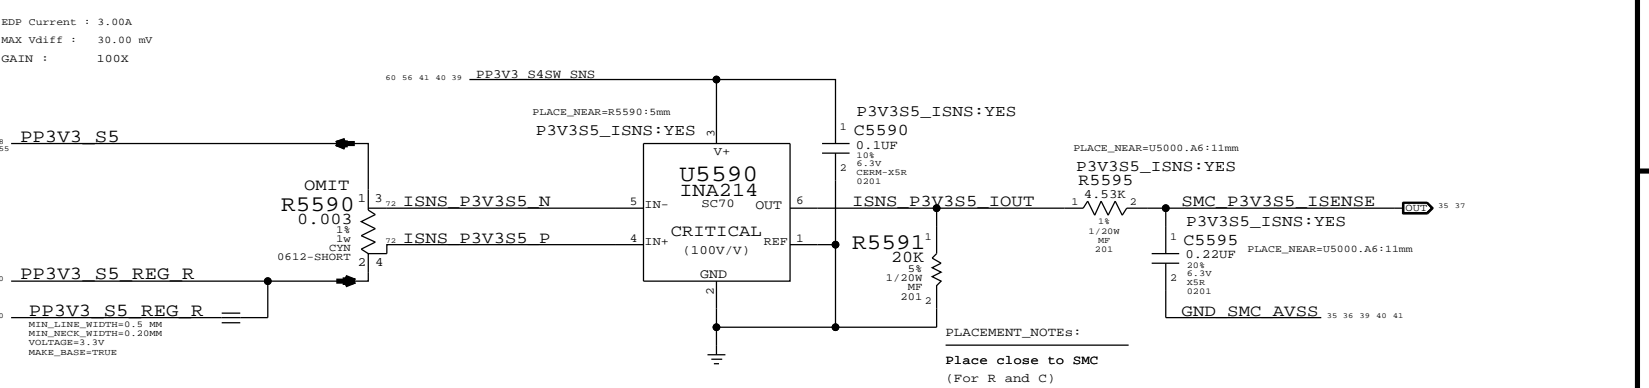 EDP Current : 3.00A
MAX Vdiff : 30.00 mV
GAIN : 100X
60 56 41 40 39 PP3V3_S4SW_SNS
PLACE_NEAR=R5590:5mm
P3V3S5_ISNS:YES
3
V+
U5590
INA214
SC70
CRITICAL
(100V/V)
5 IN-
4 IN+
OUT 6
REF 1
GND
2
55 PP3V3_S5
OMIT
R5590
0.003
1%
1w
CYN
0612-SHORT
1 3
2 4
72 ISNS_P3V3S5_N
72 ISNS_P3V3S5_P
PP3V3_S5_REG_R
PP3V3_S5_REG_R
MIN_LINE_WIDTH=0.5 MM
MIN_NECK_WIDTH=0.20MM
VOLTAGE=3.3V
MAKE_BASE=TRUE
P3V3S5_ISNS:YES
1 C5590
0.1UF
10%
2 6.3V
CERM-X5R
0201
ISNS_P3V3S5_IOUT
R5591 1
20K
5%
1/20W
MF
201 2
PLACE_NEAR=U5000.A6:11mm
P3V3S5_ISNS:YES
R5595
1 4.53K 2
1%
1/20W
MF
201
SMC_P3V3S5_ISENSE OUT 35 37
P3V3S5_ISNS:YES
1 C5595 PLACE_NEAR=U5000.A6:11mm
0.22UF
20%
2 6.3V
X5R
0201
GND_SMC_AVSS 35 36 39 40 41
PLACEMENT_NOTEs:
Place close to SMC
(For R and C)